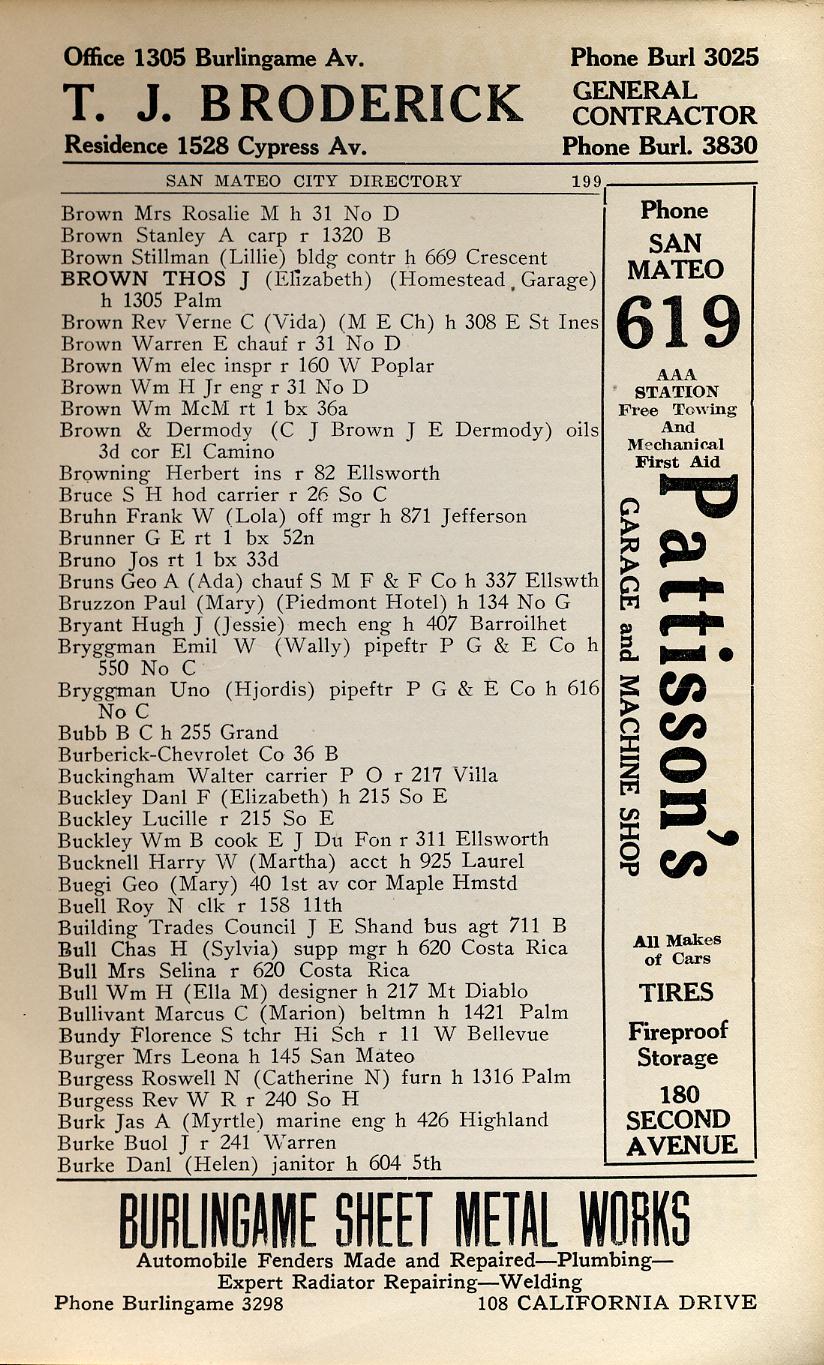 Office 1305 Burlingame Av. Phone Burl 3025
T. J. BRODERICK GENERAL CONTRACTOR
Residence 1528 Cypress Av. Phone Burl. 3830
SAN MATEO CITY DIRECTORY 199
Brown Mrs Rosalie M h 31 No D
Brown Stanley A carp r 1320 B
Brown Stillman (Lillie) bldg contr h 669 Crescent
BROWN THOS J (Elizabeth) (Homestead Garage)
h 1305 Palm
Brown Rev Verne C (Vida) (M E Ch) h 308 E St Ines
Brown Warren E chauf r 31 No D
Brown Wm elec inspr r 160 W Poplar
Brown Wm H Jr eng r 31 No D
Brown Wm McM rt 1 bx 36a
Brown & Dermody (C J Brown J E Dermody) oils
3d cor El Camino
Browning Herbert ins r 82 Ellsworth
Bruce S H hod carrier r 26 So C
Bruhn Frank W (Lola) off mgr h 871 Jefferson
Brunner G E rt 1 bx 52n
Bruno Jos rt 1 bx 33d
Bruns Geo A (Ada) chauf S M F & F Co h 337 Ellswth
Bruzzon Paul (Mary) (Piedmont Hotel) h 134 No G
Bryant Hugh J (Jessie) mech eng h 407 Barroilhet
Bryggman Emil W (Wally) pipeftr P G & E Co h
550 No C
Bryggman Uno (Hjordis) pipeftr P G & E Co h 616
No C
Bubb B C h 255 Grand
Burberick-Chevrolet Co 36 B
Buckingham Walter carrier P O r 217 Villa
Buckley Danl F (Elizabeth) h 215 So E
Buckley Lucille r 215 So E
Buckley Wm B cook E J Du Fon r 311 Ellsworth
Bucknell Harry W (Martha) acct h 925 Laurel
Buegi Geo (Mary) 40 1st av cor Maple Hmstd
Buell Roy N clk r 158 11th
Building Trades Council J E Shand bus agt 711 B
Bull Chas H (Sylvia) supp mgr h 620 Costa Rica
Bull Mrs Selina r 620 Costa Rica
Bull Wm H (Ella M) designer h 217 Mt Diablo
Bullivant Marcus C (Marion) beltmn h 1421 Palm
Bundy Florence S tchr Hi Sch r 11 W Bellevue
Burger Mrs Leona h 145 San Mateo
Burgess Roswell N (Catherine N) furn h 1316 Palm
Burgess Rev W R r 240 So H
Burk Jas A (Myrtle) marine eng h 426 Highland
Burke Buol J r 241 Warren
Burke Danl (Helen) janitor h 604 5th
Phone
SAN
MATEO
619
AAA
STATION
Free Towing
And
Mechanical
First Aid
Pattisson's
GARAGE and MACHINE SHOP
All Makes
of Cars
TIRES
Fireproof
Storage
180
SECOND
AVENUE
BURLINGAME SHEET METAL WORKS
Automobile Fenders Made and Repaired—Plumbing—
Expert Radiator Repairing—Welding
Phone Burlingame 3298 108 CALIFORNIA DRIVE